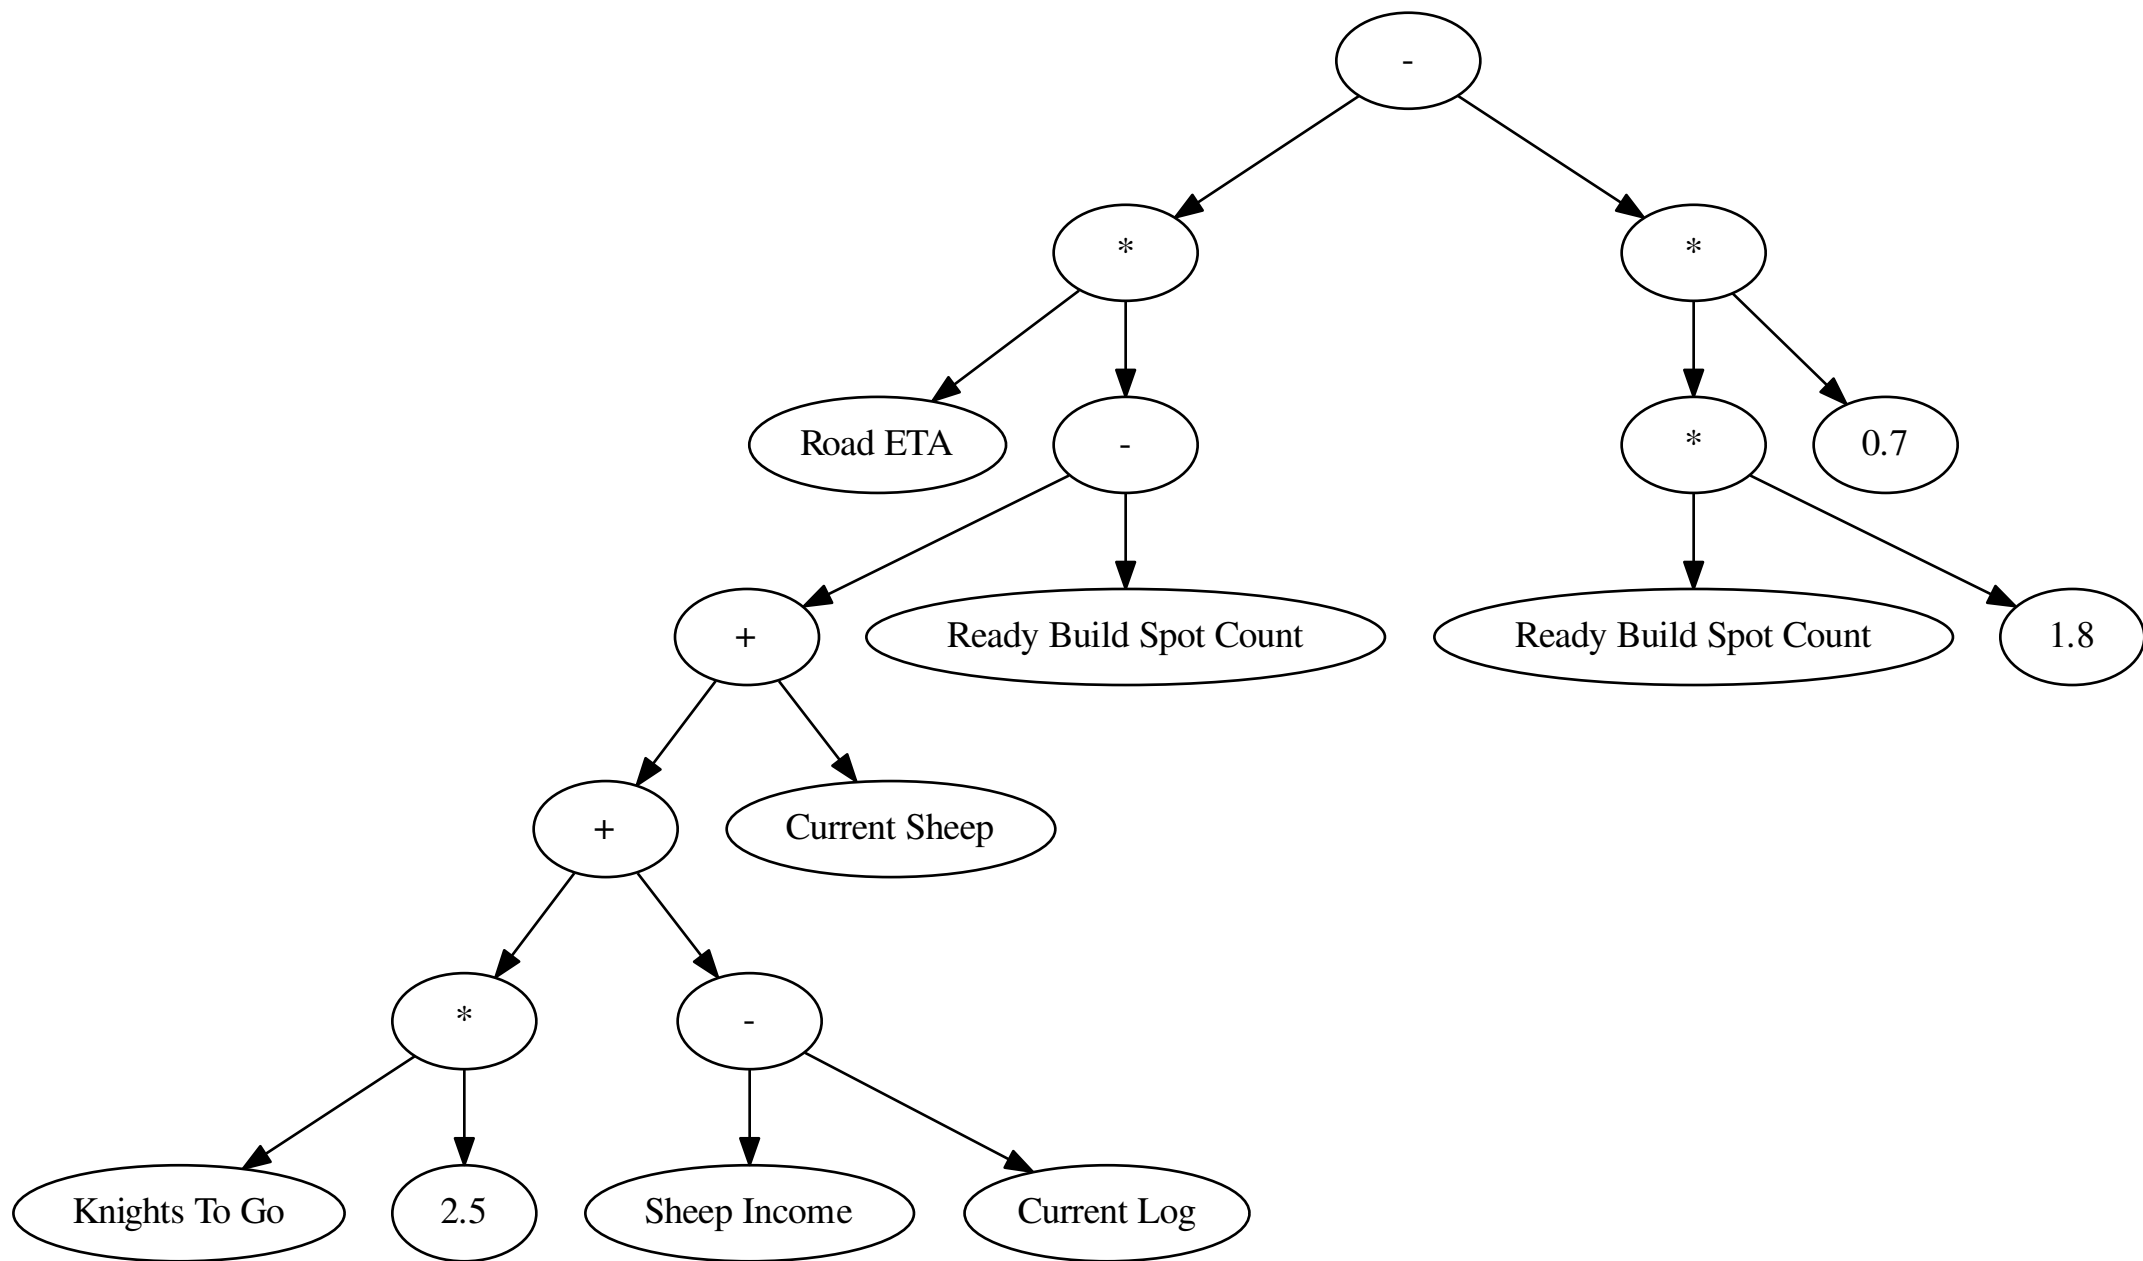 -
*
*
Road ETA
-
*
0.7
+
Ready Build Spot Count
Ready Build Spot Count
1.8
+
Current Sheep
*
-
Knights To Go
2.5
Sheep Income
Current Log